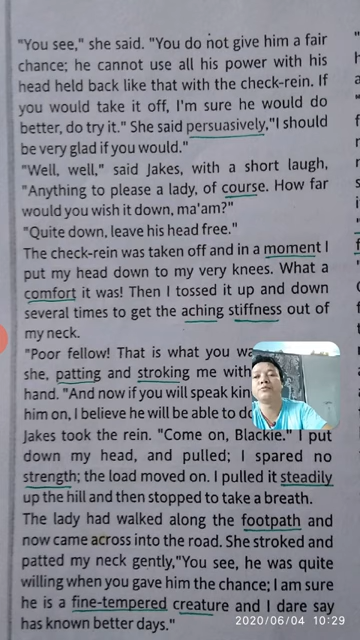 "You see," she said. "You do not give him a fair
chance; he cannot use all his power with his
head held back like that with the check-rein. If
you would take it off, I'm sure he would do
better, do try it." She said persuasively,"I should
be very glad if you would."
"Well, well," said Jakes, with a short laugh,
"Anything to please a lady, of course. How far
would you wish it down, ma'am?"
"Quite down, leave his head free."
The check-rein was taken off and in a moment I
put my head down to my very knees. What a
comfort it was! Then I tossed it up and down
several times to get the aching stiffness out of
my neck.
"Poor fellow! That is what you
she, patting and stroking me with
hand. "And now if you will speak
him on, I believe he will be able to
Jakes took the rein. "Come on, Blackie." I put
down my head, and pulled; I spared no
strength; the load moved on. I pulled it steadily
up the hill and then stopped to take a breath.
The lady had walked along the footpath and
now came across into the road. She stroked and
patted my neck gently,"You see, he was quite
willing when you gave him the chance; I am sure
he is a fine-tempered creature and I dare say
has known better days."
2020/06/04 10:29